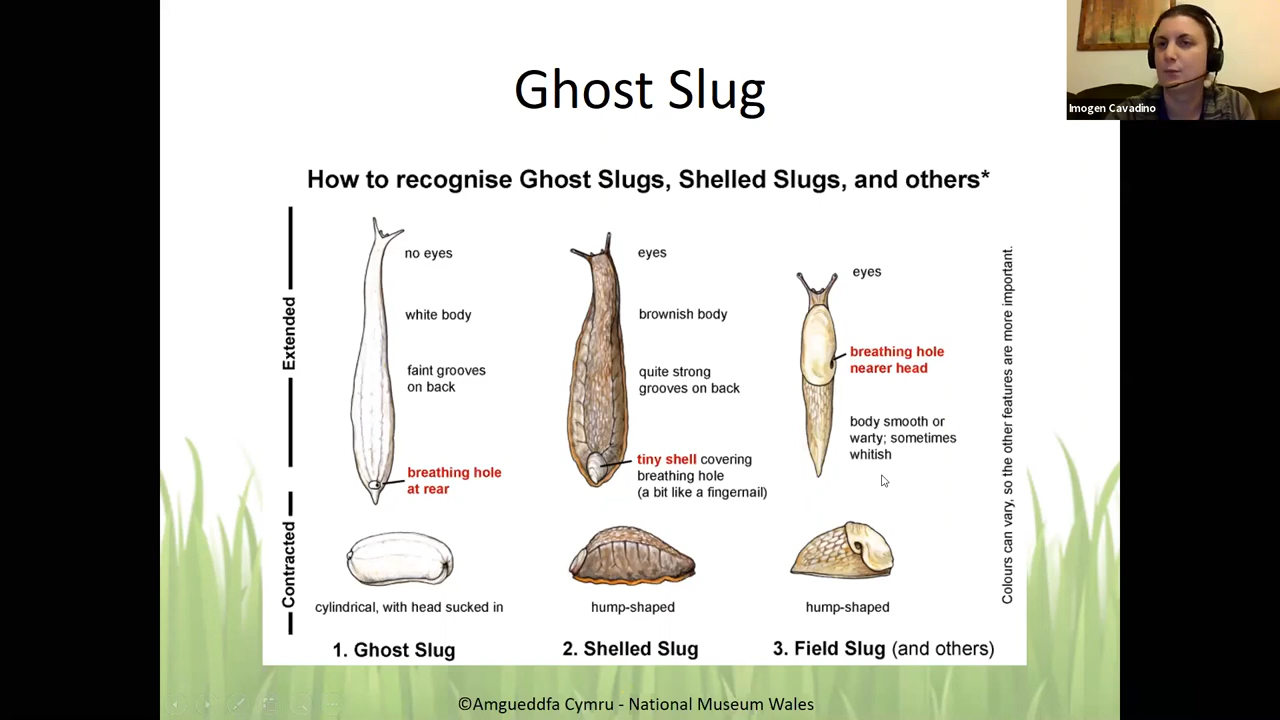 Ghost Slug
Imogen Cavadino
How to recognise Ghost Slugs, Shelled Slugs, and others*
Extended
no eyes
white body
faint grooves
on back
breathing hole
at rear
eyes
brownish body
quite strong
grooves on back
tiny shell covering
breathing hole
(a bit like a fingernail)
eyes
breathing hole
nearer head
body smooth or
warty; sometimes
whitish
Colours can vary, so the other features are more important.
Contracted
cylindrical, with head sucked in
hump-shaped
hump-shaped
1. Ghost Slug
2. Shelled Slug
3. Field Slug (and others)
©Amgueddfa Cymru - National Museum Wales